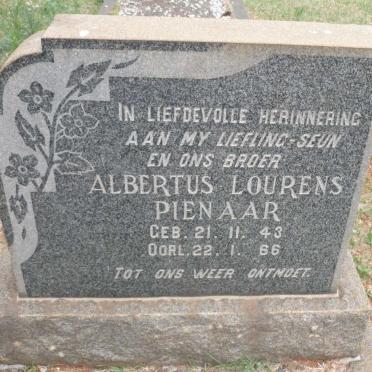 IN LIEFDEVOLLE HERINNERING
AAN MY LIEFLING-SEUN
EN ONS BROER
ALBERTUS LOURENS
PIENAAR
GEB. 21. 11. 43
OORL. 22. 1. 66
TOT ONS WEER ONTMOET.